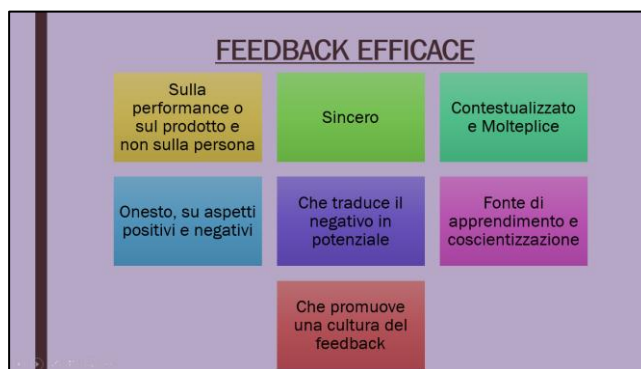 FEEDBACK EFFICACE
Sulla
performance o
sul prodotto e
non sulla persona
Sincero
Contestualizzato
e Molteplice
Onesto, su aspetti
positivi e negativi
Che traduce il
negativo in
potenziale
Fonte di
apprendimento e
coscientizzazione
Che promuove
una cultura del
feedback